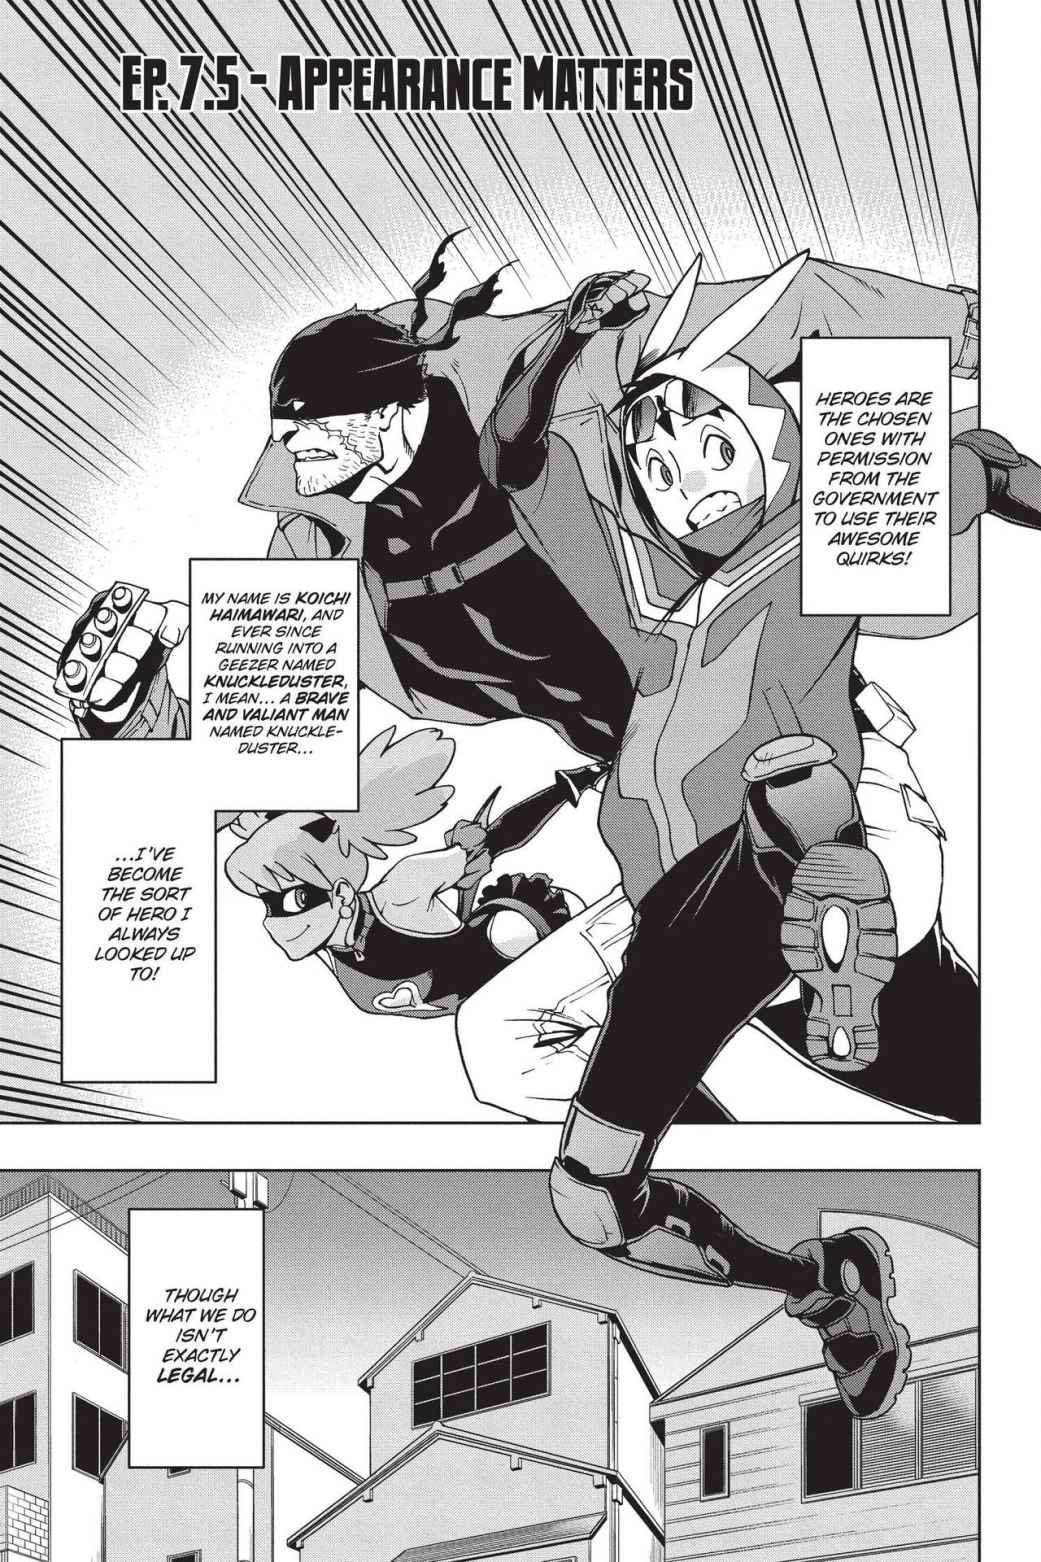 EP. 7.5 - APPEARANCE MATTERS
HEROES ARE
THE CHOSEN
ONES WITH
PERMISSION
FROM THE
GOVERNMENT
TO USE THEIR
AWESOME
QUIRKS!
MY NAME IS KOICHI
HAIMAWARI, AND
EVER SINCE
RUNNING INTO A
GEEZER NAMED
KNUCKLEDUSTER,
I MEAN... A BRAVE
AND VALIANT MAN
NAMED KNUCKLE-
DUSTER...
...I'VE
BECOME
THE SORT
OF HERO I
ALWAYS
LOOKED UP
TO!
THOUGH
WHAT WE DO
ISN'T
EXACTLY
LEGAL...